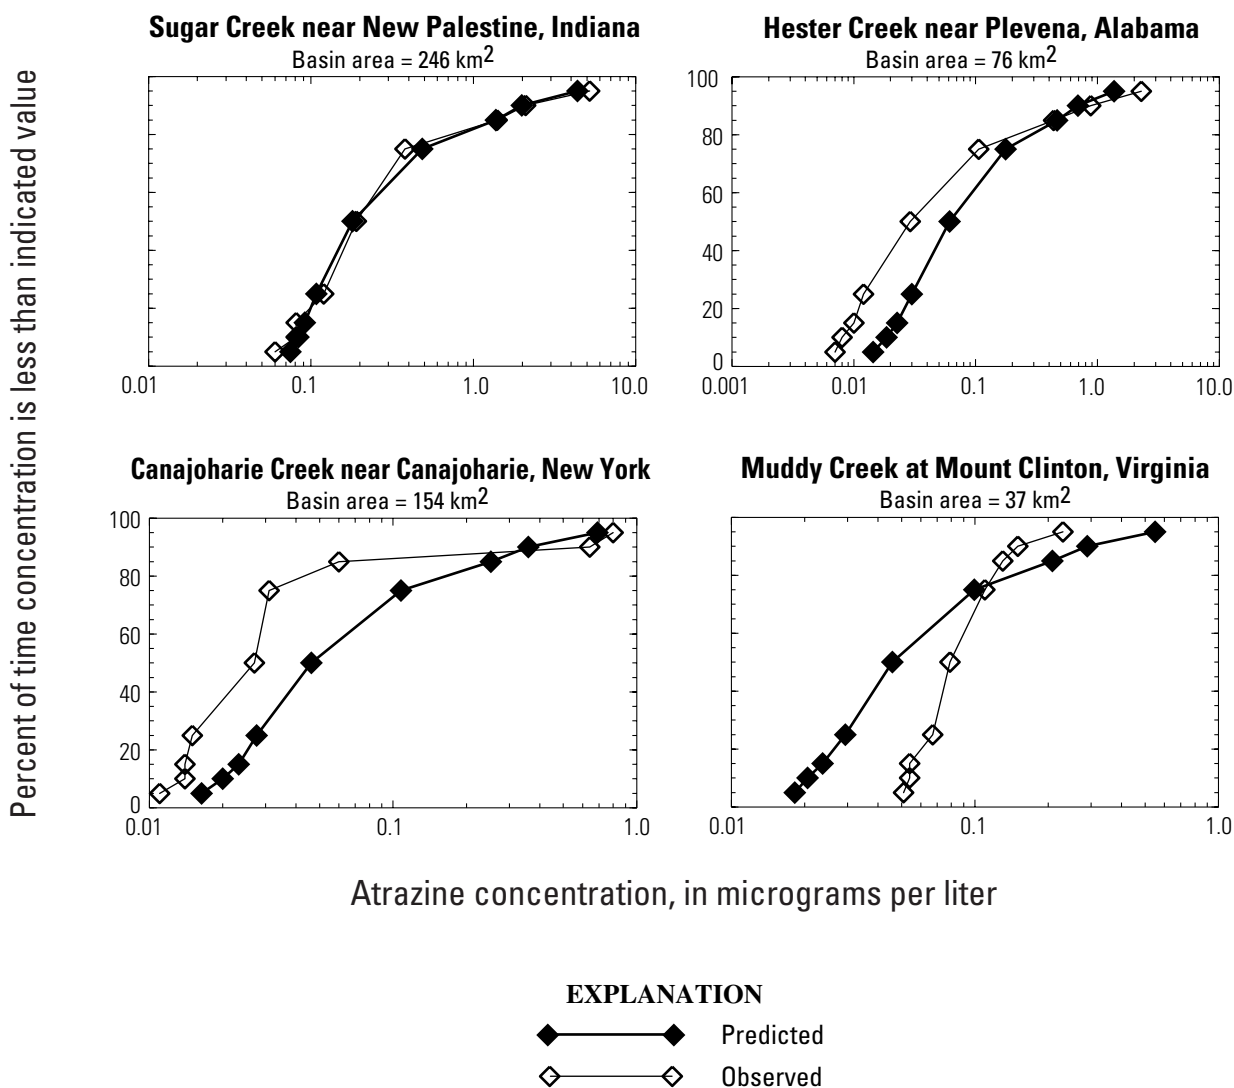 Percent of time concentration is less than indicated value
Sugar Creek near New Palestine, Indiana
Basin area = 246 km2
0.01 0.1 1.0 10.0
Hester Creek near Plevena, Alabama
Basin area = 76 km2
100
80
60
40
20
0
0.001 0.01 0.1 1.0 10.0
Canajoharie Creek near Canajoharie, New York
Basin area = 154 km2
100
80
60
40
20
0
0.01 0.1 1.0
Muddy Creek at Mount Clinton, Virginia
Basin area = 37 km2
0.01 0.1 1.0
Atrazine concentration, in micrograms per liter
EXPLANATION
Predicted
Observed